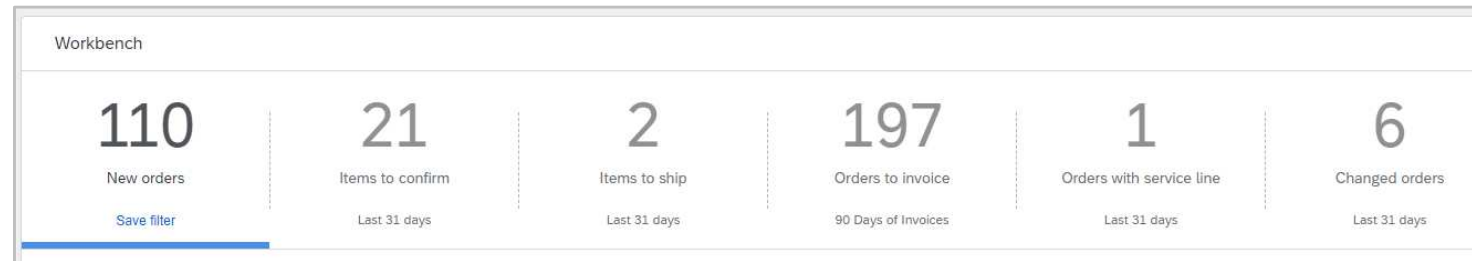 Workbench
110
21
2
197
1
6
New orders
Items to confirm
Items to ship
Orders to invoice
Orders with service line
Changed orders
Save filter
Last 31 days
Last 31 days
90 Days of Invoices
Last 31 days
Last 31 days